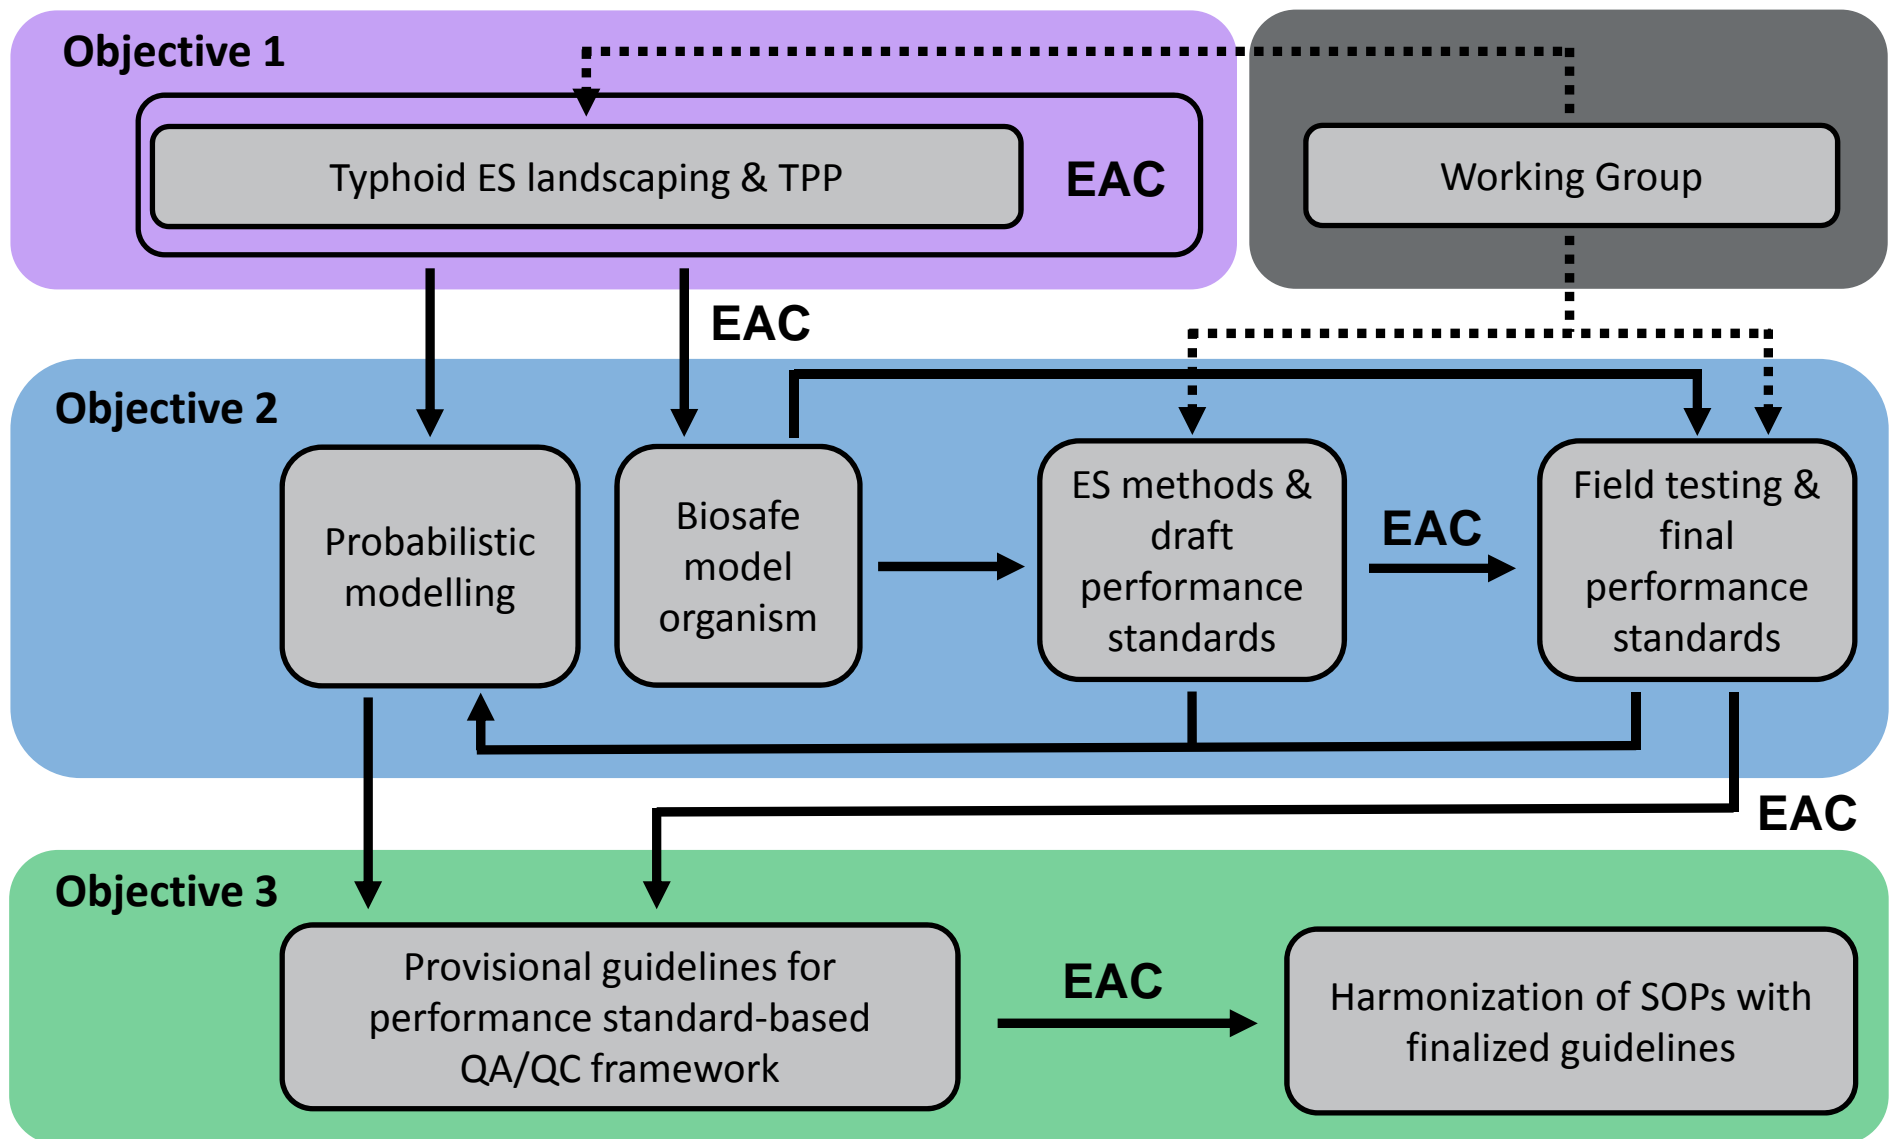 Objective 1
Typhoid ES landscaping & TPP
EAC
Working Group
EAC
Objective 2
Probabilistic
modelling
Biosafe
model
organism
ES methods &
draft
performance
standards
EAC
Field testing &
final
performance
standards
EAC
Objective 3
Provisional guidelines for
performance standard-based
QA/QC framework
EAC
Harmonization of SOPs with
finalized guidelines